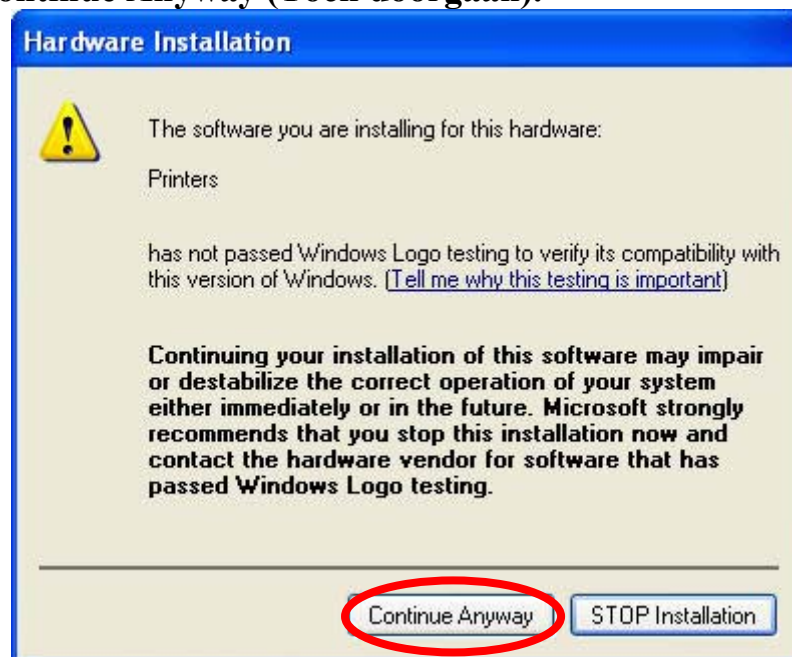 ontinue Anyway (Toch doorgaan).
Hardware Installation
The software you are installing for this hardware:
Printers
has not passed Windows Logo testing to verify its compatibility with
this version of Windows. (Tell me why this testing is important)
Continuing your installation of this software may impair
or destabilize the correct operation of your system
either immediately or in the future. Microsoft strongly
recommends that you stop this installation now and
contact the hardware vendor for software that has
passed Windows Logo testing.
Continue Anyway STOP Installation